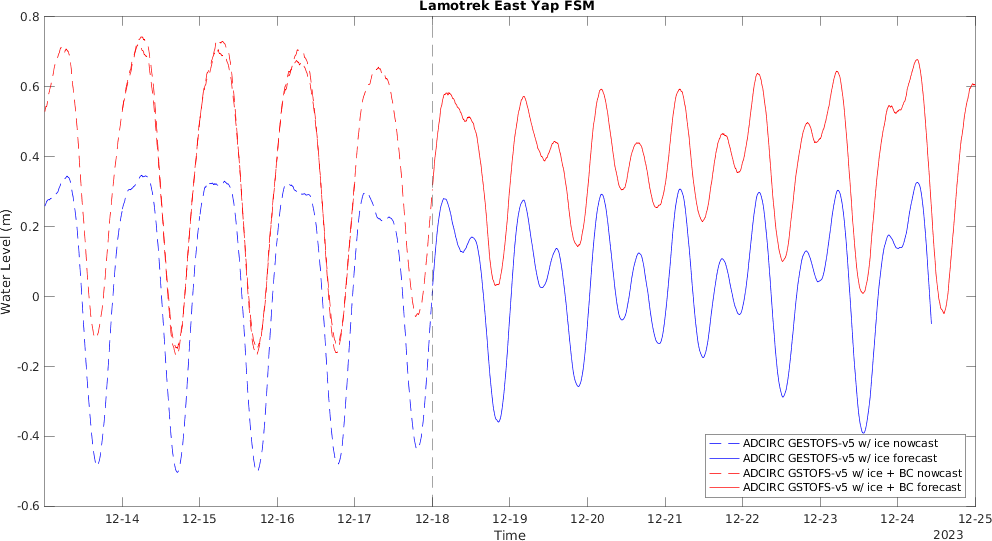 Lamotrek East Yap FSM
0.8
0.6
0.4
0.2
0
-0.2
-0.4
-0.6
Water Level (m)
ADCIRC GESTOFS-v5 w/ ice nowcast
ADCIRC GESTOFS-v5 w/ ice forecast
ADCIRC GSTOFS-v5 w/ ice + BC nowcast
ADCIRC GSTOFS-v5 w/ ice + BC forecast
12-14 12-15 12-16 12-17 12-18 12-19 12-20 12-21 12-22 12-23 12-24 12-25
Time
2023